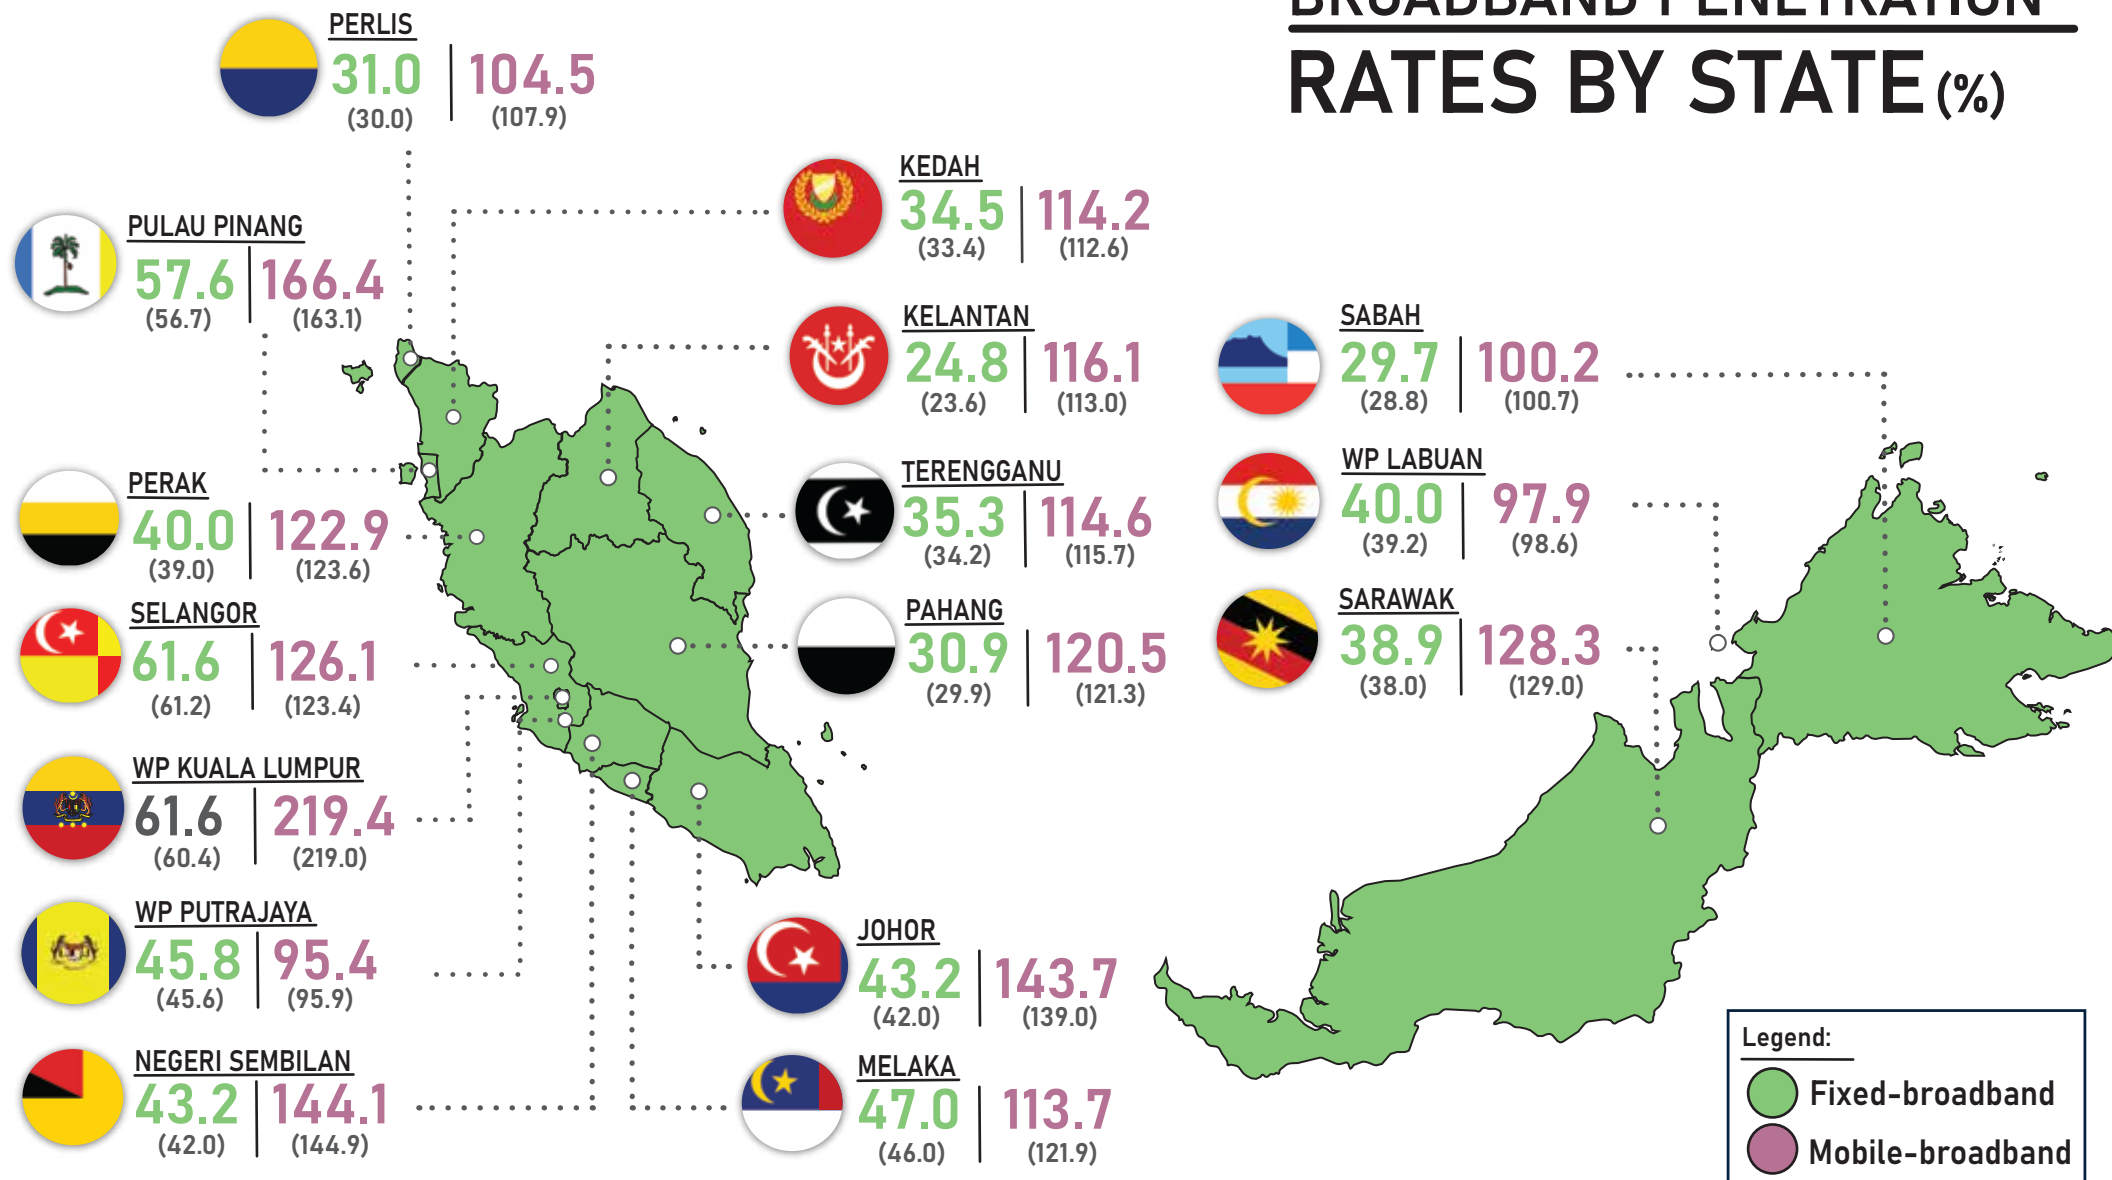 BROADBAND PENETRATION
RATES BY STATE (%)
PERLIS
31.0 104.5
(30.0) (107.9)
KEDAH
34.5 114.2
(33.4) (112.6)
PULAU PINANG
57.6 166.4
(56.7) (163.1)
KELANTAN
24.8 116.1
(23.6) (113.0)
SABAH
29.7 100.2
(28.8) (100.7)
PERAK
40.0 122.9
(39.0) (123.6)
TERENGGANU
35.3 114.6
(34.2) (115.7)
WP LABUAN
40.0 97.9
(39.2) (98.6)
SELANGOR
61.6 126.1
(61.2) (123.4)
PAHANG
30.9 120.5
(29.9) (121.3)
SARAWAK
38.9 128.3
(38.0) (129.0)
WP KUALA LUMPUR
61.6 219.4
(60.4) (219.0)
WP PUTRAJAYA
45.8 95.4
(45.6) (95.9)
JOHOR
43.2 143.7
(42.0) (139.0)
NEGERI SEMBILAN
43.2 144.1
(42.0) (144.9)
MELAKA
47.0 113.7
(46.0) (121.9)
Legend:
Fixed-broadband
Mobile-broadband